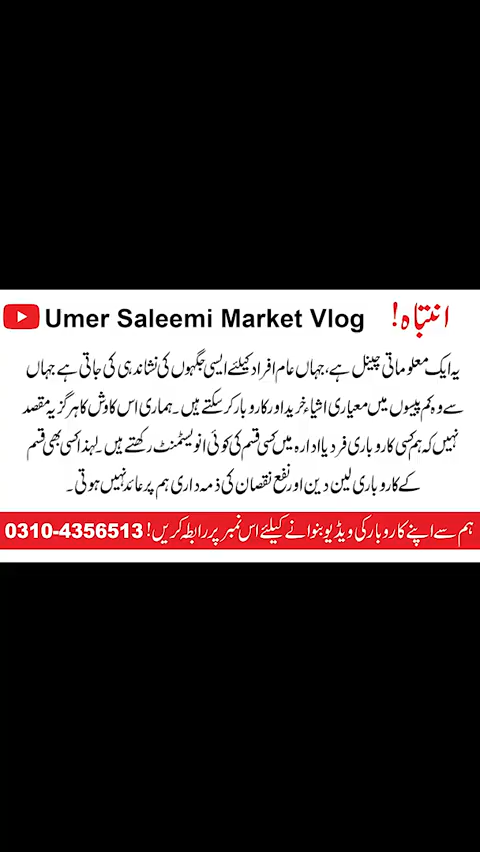 انتباہ! Umer Saleemi Market Vlog
یہ ایک معلوماتی چینل ہے، جہاں عام افراد کیلئے ایسی جگہوں کی نشاندہی کی جاتی ہے جہاں
سے وہ کم پیسوں میں معیاری اشیاء خرید اور کاروبار کر سکتے ہیں۔ ہماری اس کاوش کا ہرگز یہ مقصد
نہیں کہ ہم کسی کاروباری فرد یا ادارہ میں کسی قسم کی کوئی انویسٹمنٹ رکھتے ہیں۔ لہذا کسی بھی قسم
کے کاروباری لین دین اور نفع نقصان کی ذمہ داری ہم پر عائد نہیں ہوتی۔
ہم سے اپنے کاروبار کی ویڈیو بنوانے کیلئے اس نمبر پر رابطہ کریں! 0310-4356513